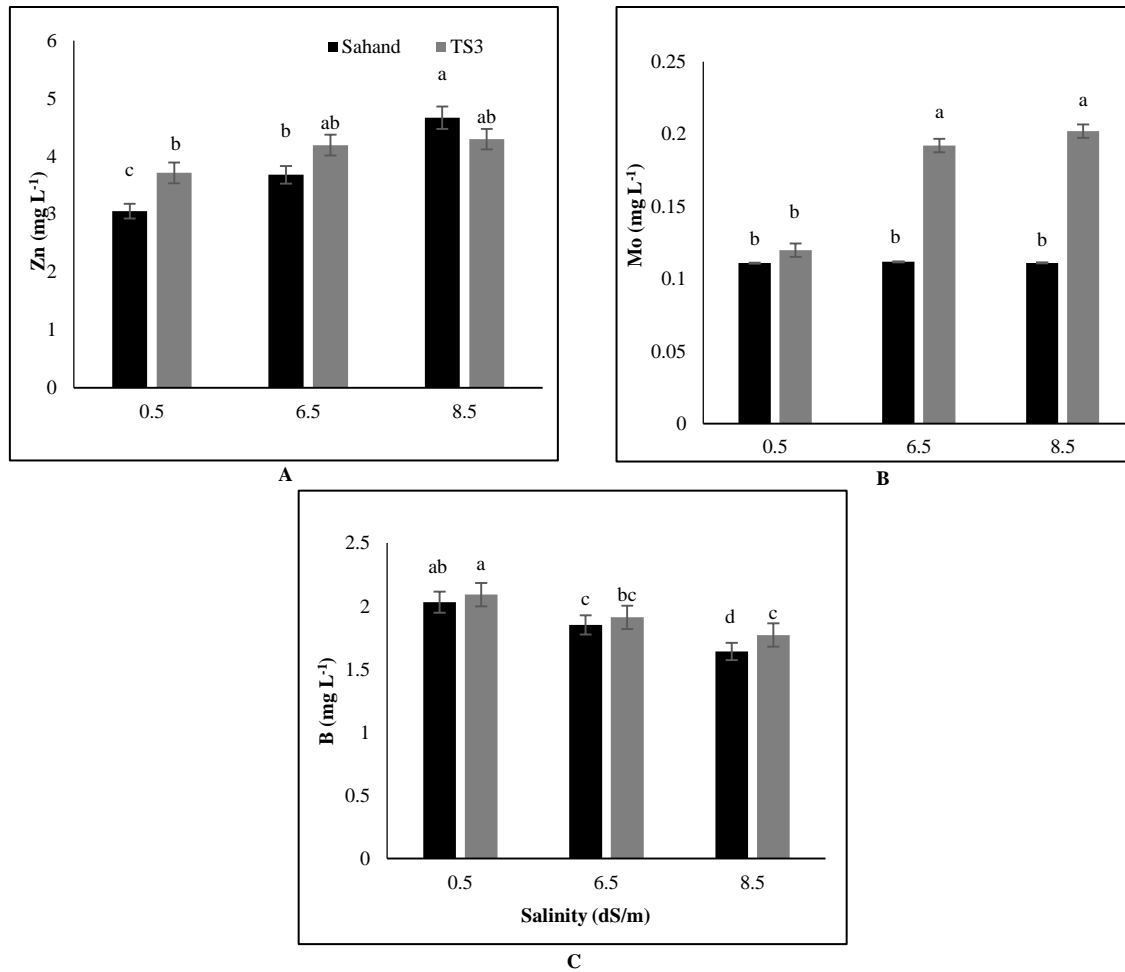 Zn (mg L-1)
6
5
4
3
2
1
0
Sahand TS3
c b b ab a ab
0.5 6.5 8.5
A
Mo (mg L-1)
0.25
0.2
0.15
0.1
0.05
0
b b b a b a
0.5 6.5 8.5
B
B (mg L-1)
2.5
2
1.5
1
0.5
0
ab a c bc d c
0.5 6.5 8.5
Salinity (dS/m)
C